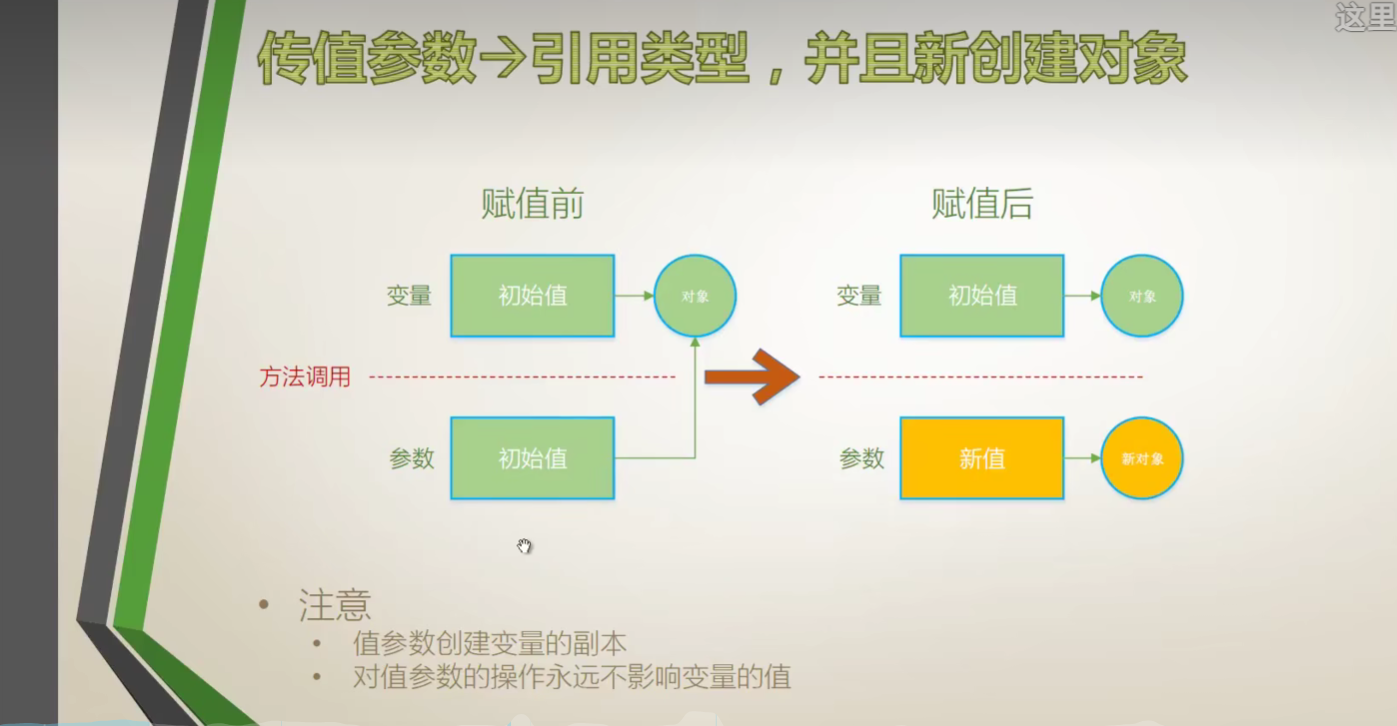 这里
传值参数→引用类型，并且新创建对象
赋值前
赋值后
变量
初始值
对象
变量
初始值
对象
方法调用
参数
初始值
参数
新值
新对象
• 注意
• 值参数创建变量的副本
• 对值参数的操作永远不影响变量的值